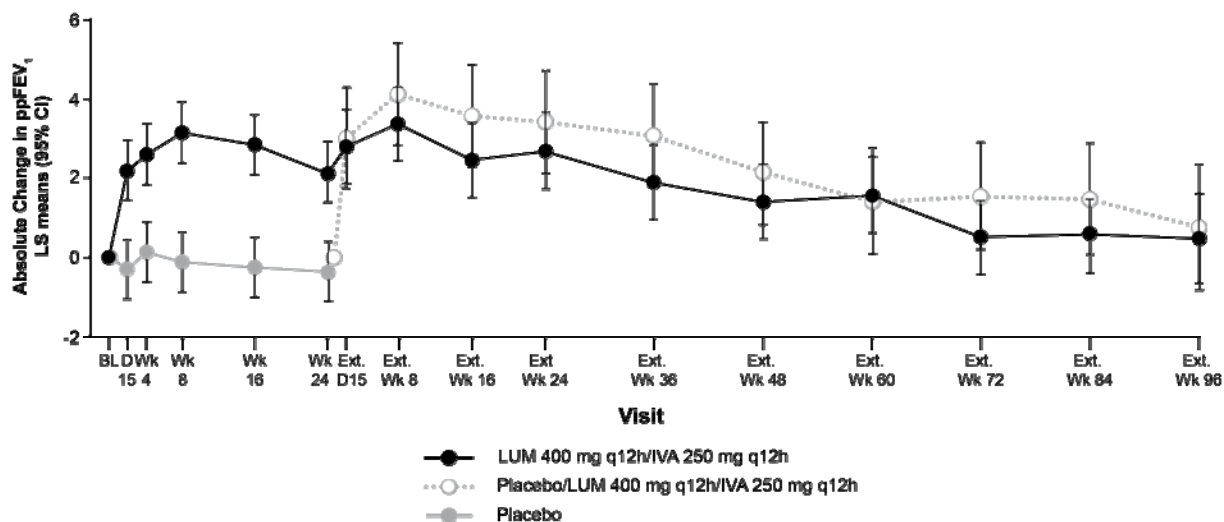 Absolute Change in ppFEV1
LS means (95% CI)
6
4
2
0
-2
BL D 15 Wk 4 Wk 8 Wk 16 Wk 24 Ext. D15 Ext. Wk 8 Ext. Wk 16 Ext Wk 24 Ext. Wk 36 Ext. Wk 48 Ext. Wk 60 Ext. Wk 72 Ext. Wk 84 Ext. Wk 96
Visit
LUM 400 mg q12h/IVA 250 mg q12h
Placebo/LUM 400 mg q12h/IVA 250 mg q12h
Placebo